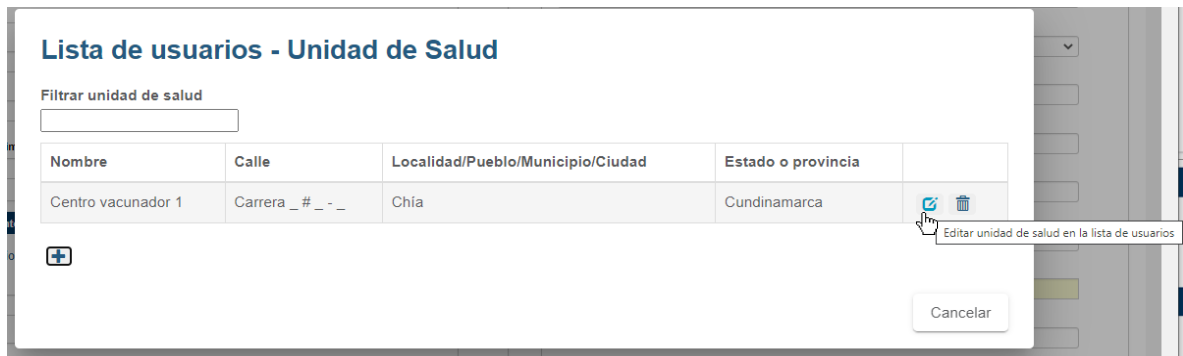 Lista de usuarios - Unidad de Salud
Filtrar unidad de salud
Nombre Calle Localidad/Pueblo/Municipio/Ciudad Estado o provincia
Centro vacunador 1 Carrera _ # _ - _ Chía Cundinamarca
Editar unidad de salud en la lista de usuarios
Cancelar